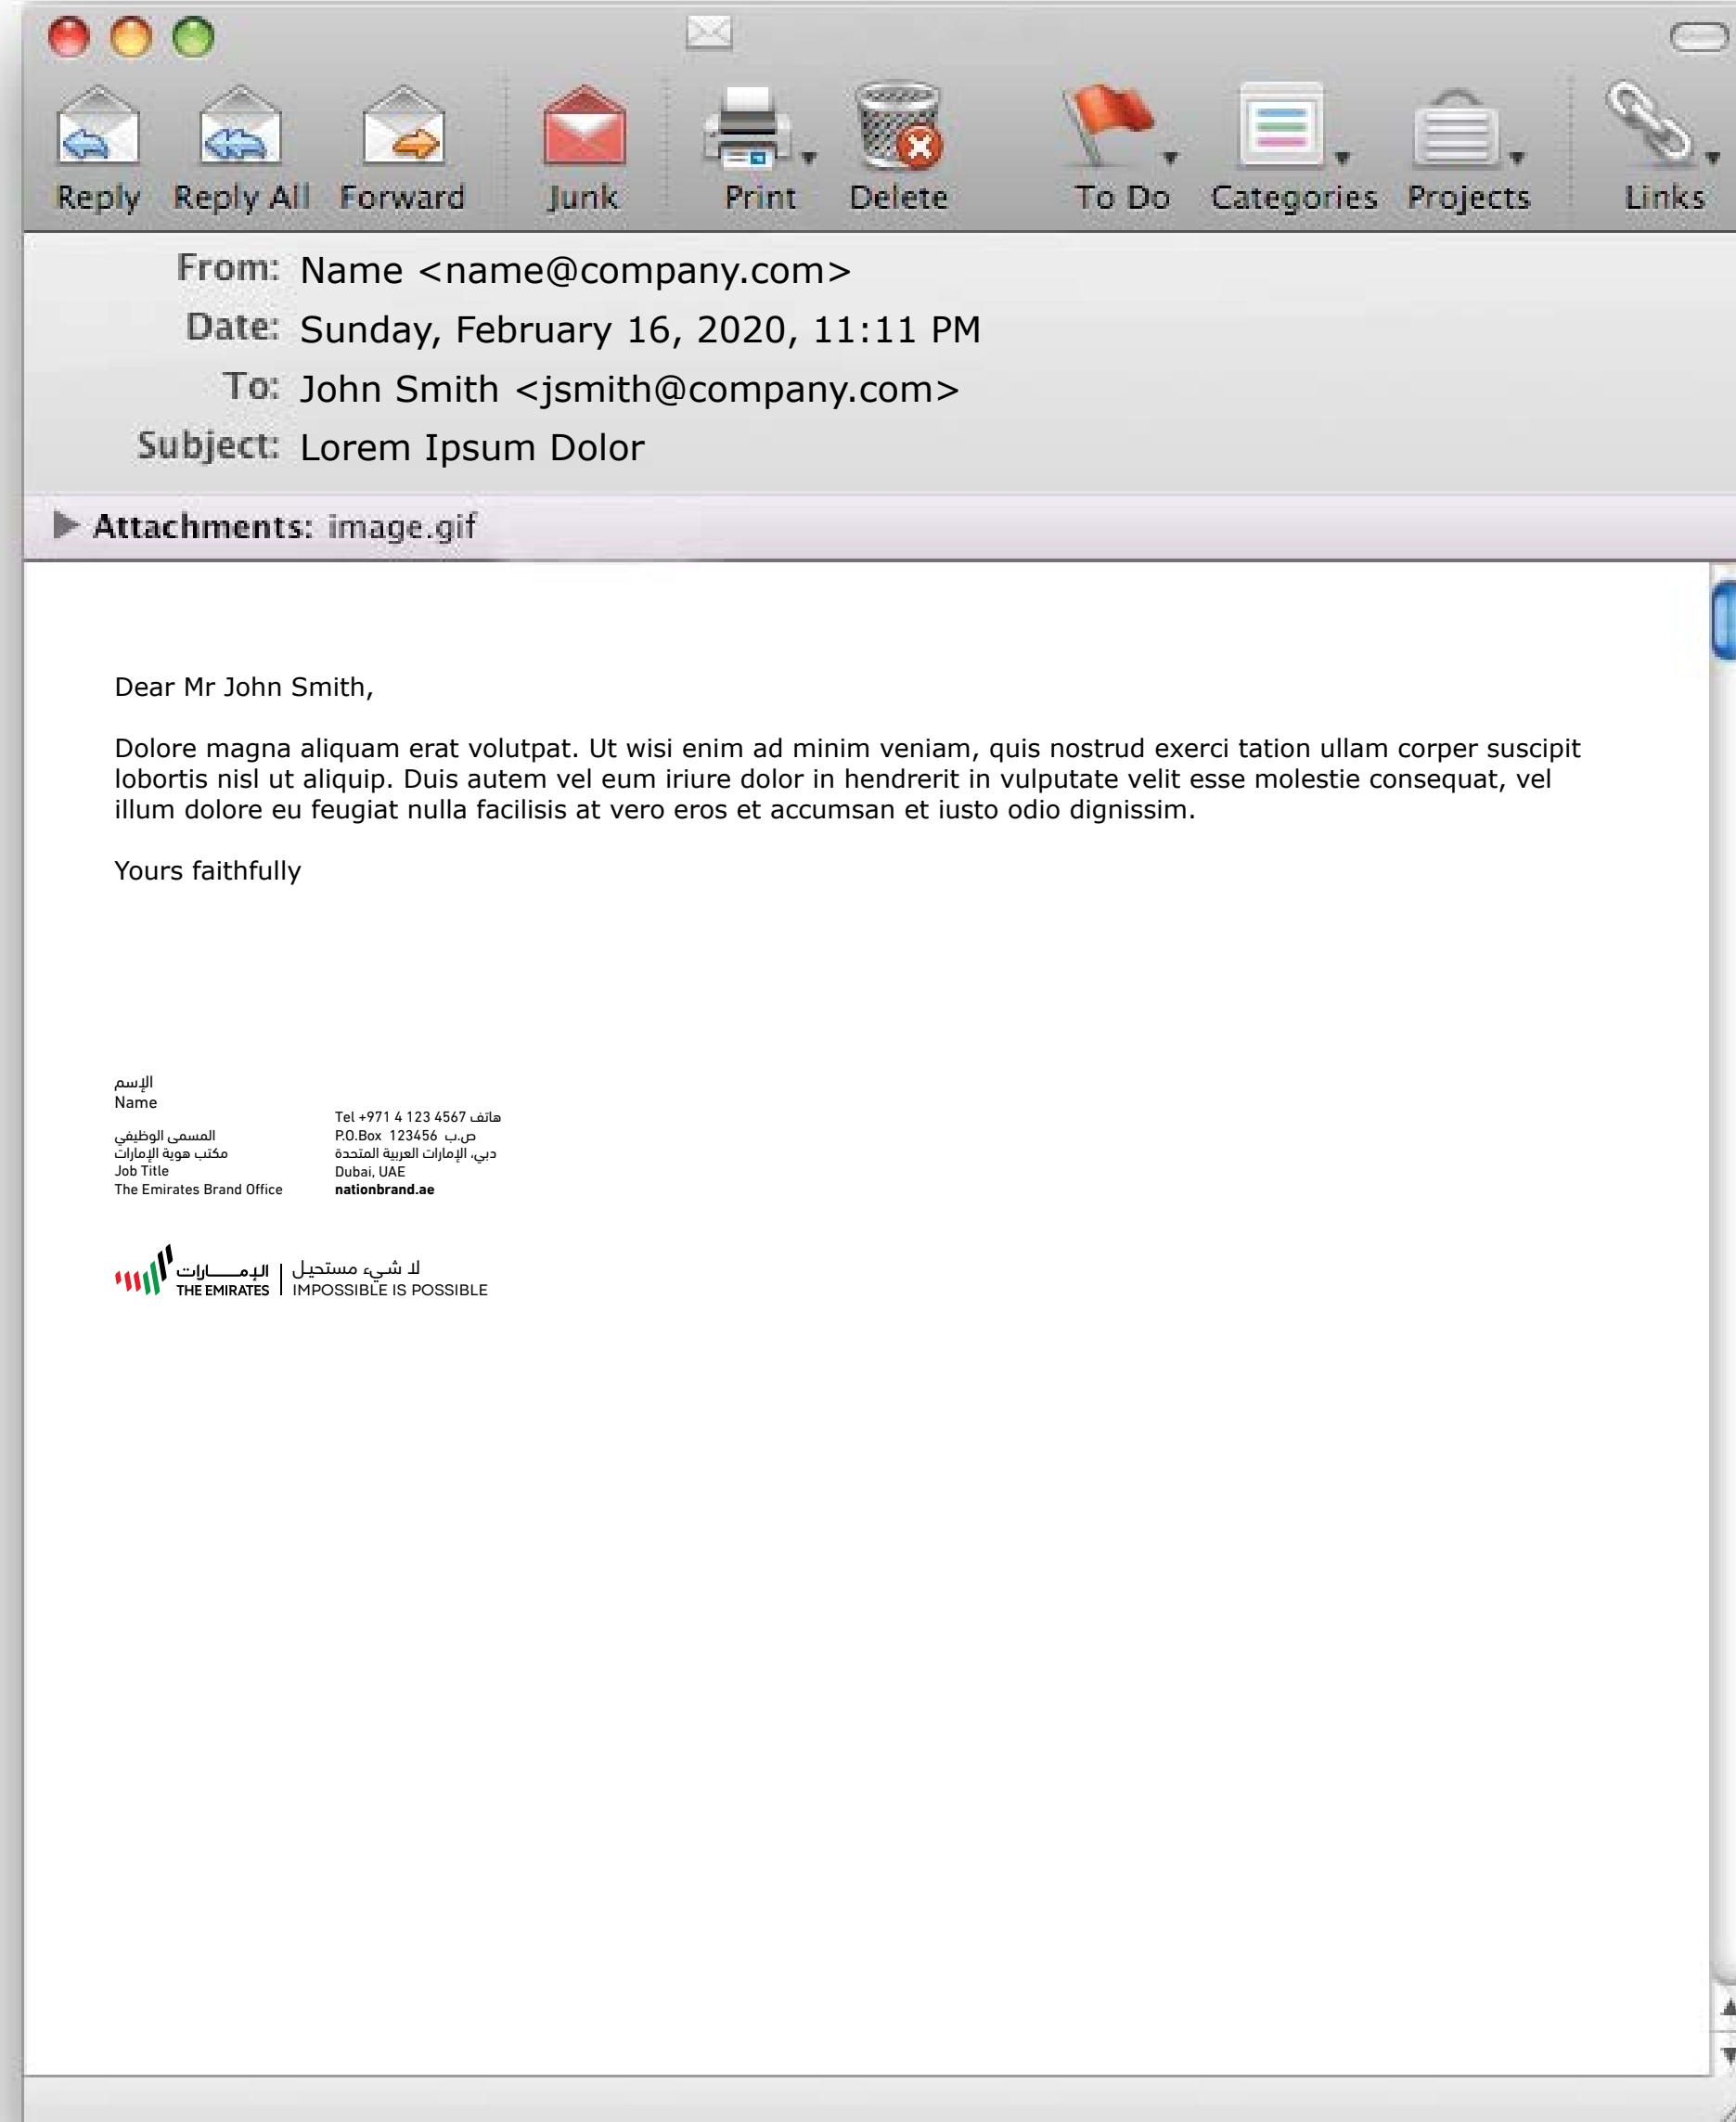 Reply Reply All Forward Junk Print Delete To Do Categories Projects Links
From: Name <name@company.com>
Date: Sunday, February 16, 2020, 11:11 PM
To: John Smith <jsmith@company.com>
Subject: Lorem Ipsum Dolor
Attachments: image.gif
Dear Mr John Smith,
Dolore magna aliquam erat volutpat. Ut wisi enim ad minim veniam, quis nostrud exerci tation ullam corper suscipit
lobortis nisl ut aliquip. Duis autem vel eum iriure dolor in hendrerit in vulputate velit esse molestie consequat, vel
illum dolore eu feugiat nulla facilisis at vero eros et accumsan et iusto odio dignissim.
Yours faithfully
الإسم
Name
المسمى الوظيفي
مكتب هوية الإمارات
Job Title
The Emirates Brand Office
Tel +971 4 123 4567 هاتف
P.O.Box 123456 ص.ب
دبي، الإمارات العربية المتحدة
Dubai, UAE
nationbrand.ae
الإمــــارات
THE EMIRATES
لا شـيء مستحيـل
IMPOSSIBLE IS POSSIBLE